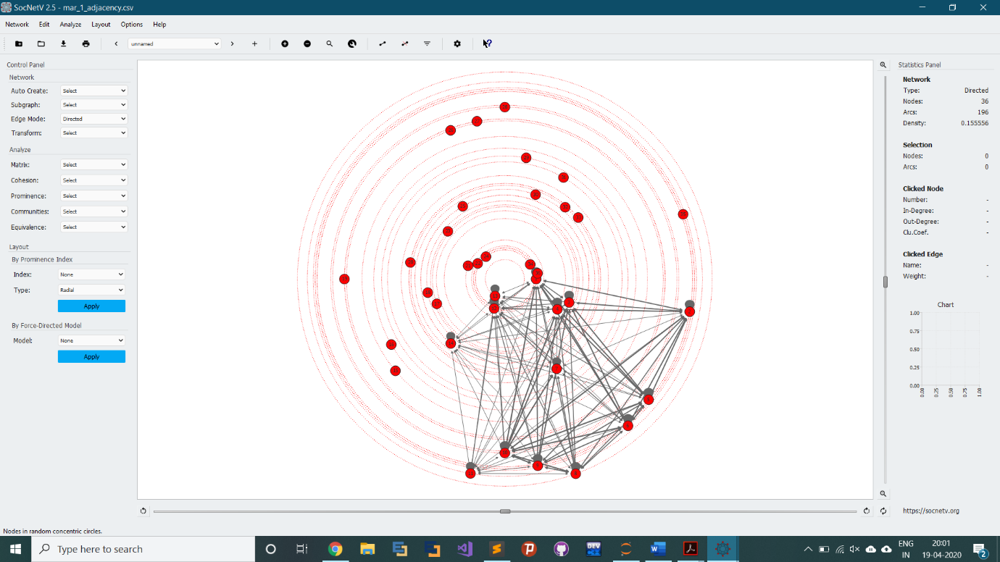 SocNetV 2.5 - mar_1_adjacency.csv
Network Edit Analyze Layout Options Help
unnamed
Control Panel
Network
Auto Create: Select
Subgraph: Select
Edge Mode: Directed
Transform: Select
Analyze
Matrix: Select
Cohesion: Select
Prominence: Select
Communities: Select
Equivalence: Select
Layout
By Prominence Index
Index: None
Type: Radial
Apply
By Force-Directed Model
Model: None
Apply
Statistics Panel
Network
Type: Directed
Nodes: 36
Arcs: 196
Density: 0.155556
Selection
Nodes: 0
Arcs: 0
Clicked Node
Number: -
In-Degree: -
Out-Degree: -
Clu.Coef. -
Clicked Edge
Name: -
Weight: -
Chart
1.00
0.75
0.50
0.25
0.00
0.00 0.25 0.50 0.75 1.00
https://socnetv.org
Nodes in random concentric circles.
Type here to search
DEV
ENG
IN
20:01
19-04-2020
2